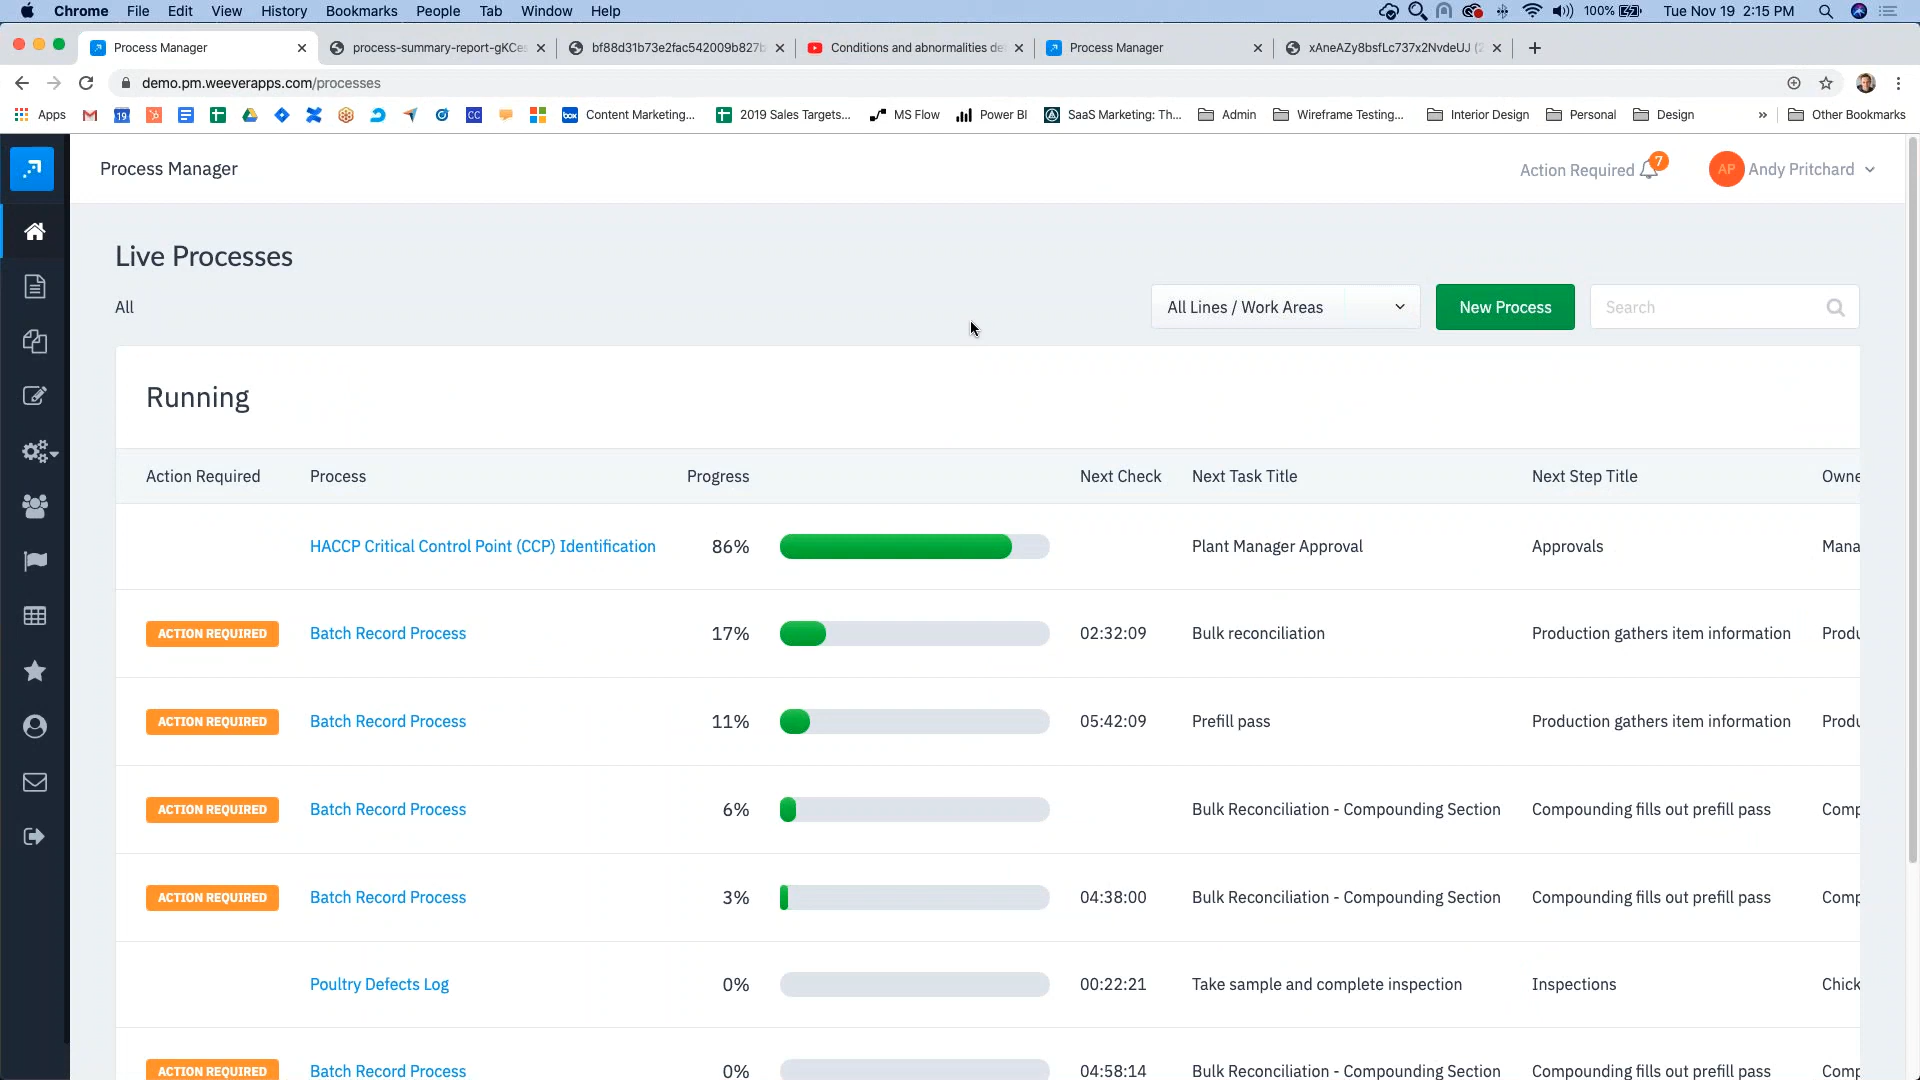 Chrome File Edit View History Bookmarks People Tab Window Help 100% Tue Nov 19 2:15 PM
Process Manager process-summary-report-gKCes bf88d31b73e2fac542009b827b Conditions and abnormalities de Process Manager xAneAZy8bsfLc737x2NvdeUJ (2
demo.pm.weeverapps.com/processes
Apps 19 CC box Content Marketing... 2019 Sales Targets... MS Flow Power BI SaaS Marketing: Th... Admin Wireframe Testing... Interior Design Personal Design » Other Bookmarks
Process Manager Action Required 7 AP Andy Pritchard
Live Processes
All All Lines / Work Areas New Process Search
Running
Action Required Process Progress Next Check Next Task Title Next Step Title Owne
HACCP Critical Control Point (CCP) Identification 86% Plant Manager Approval Approvals Mana
ACTION REQUIRED Batch Record Process 17% 02:32:09 Bulk reconciliation Production gathers item information Produ
ACTION REQUIRED Batch Record Process 11% 05:42:09 Prefill pass Production gathers item information Produ
ACTION REQUIRED Batch Record Process 6% Bulk Reconciliation - Compounding Section Compounding fills out prefill pass Comp
ACTION REQUIRED Batch Record Process 3% 04:38:00 Bulk Reconciliation - Compounding Section Compounding fills out prefill pass Comp
Poultry Defects Log 0% 00:22:21 Take sample and complete inspection Inspections Chick
ACTION REQUIRED Batch Record Process 0% 04:58:14 Bulk Reconciliation - Compounding Section Compounding fills out prefill pass Comp